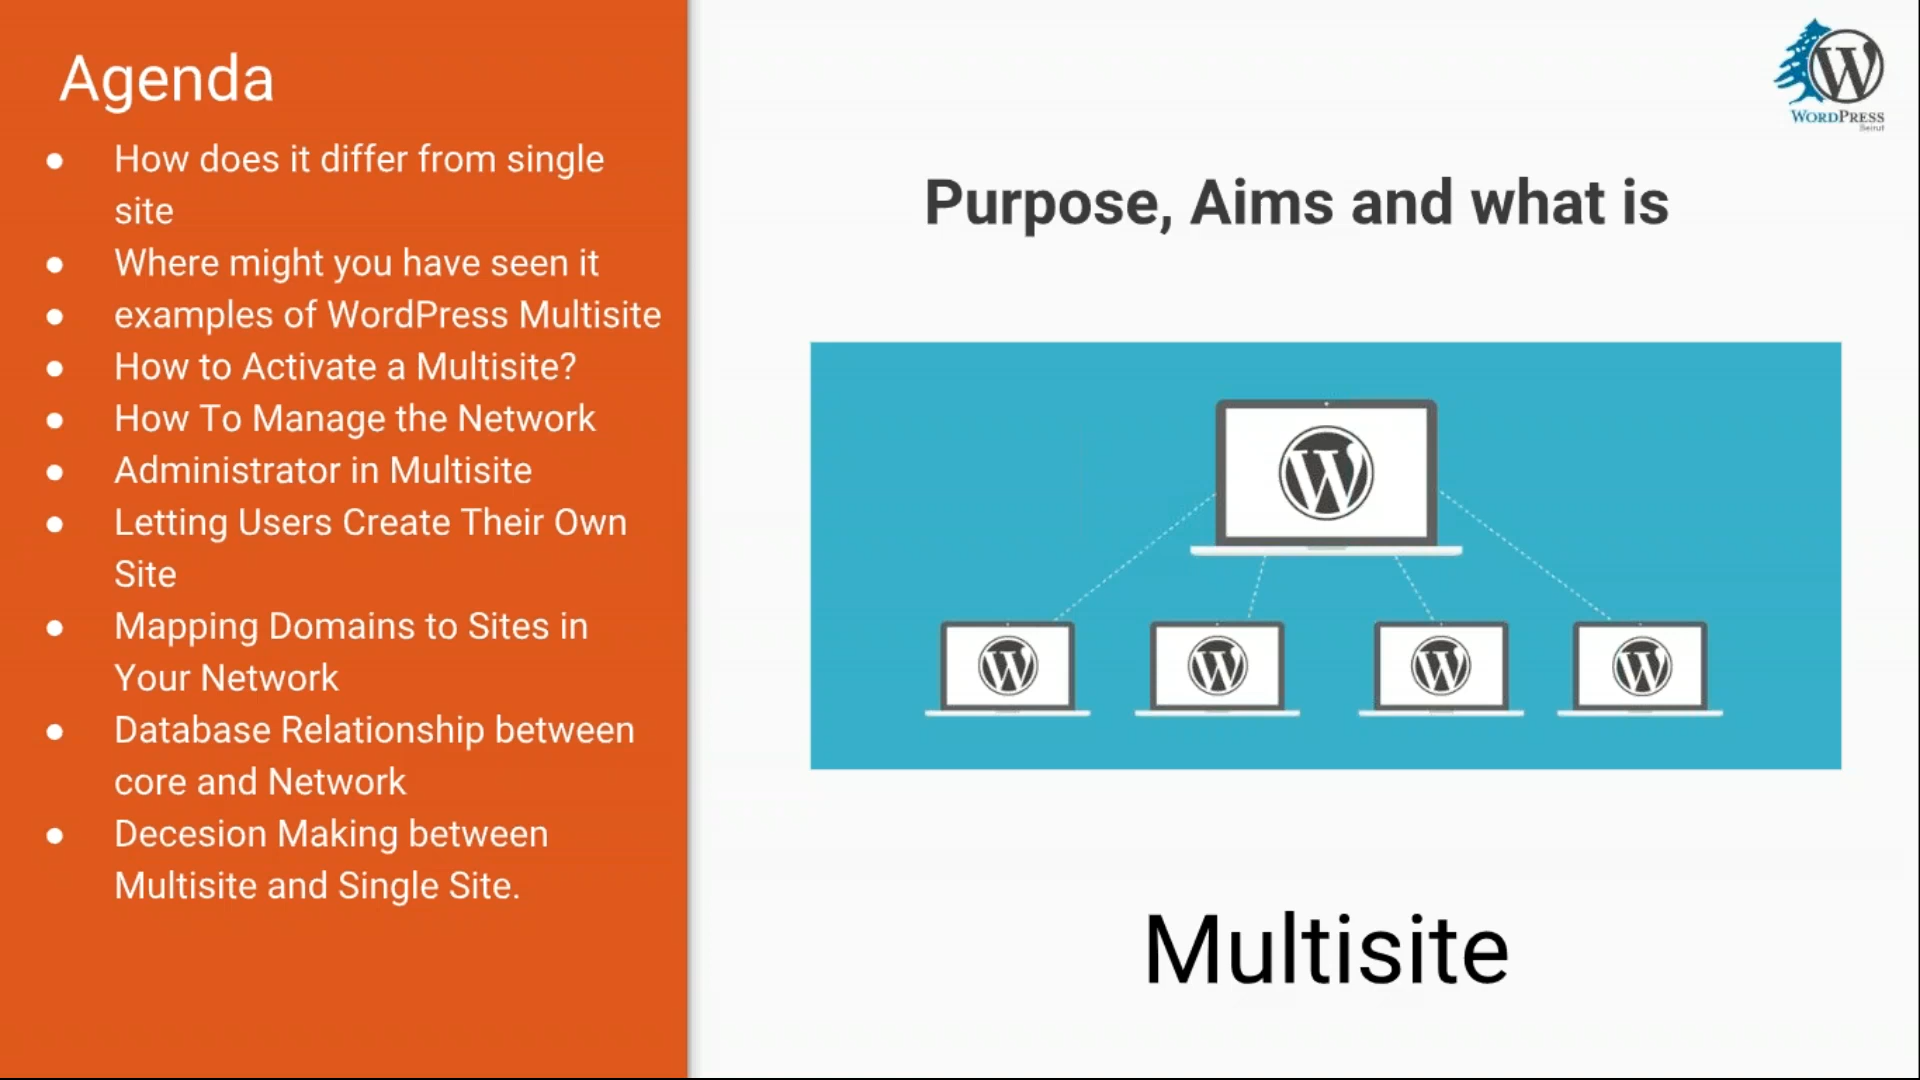 Agenda
● How does it differ from single
site
● Where might you have seen it
● examples of WordPress Multisite
● How to Activate a Multisite?
● How To Manage the Network
● Administrator in Multisite
● Letting Users Create Their Own
Site
● Mapping Domains to Sites in
Your Network
● Database Relationship between
core and Network
● Decesion Making between
Multisite and Single Site.
WORDPRESS
Beirut
Purpose, Aims and what is
Multisite